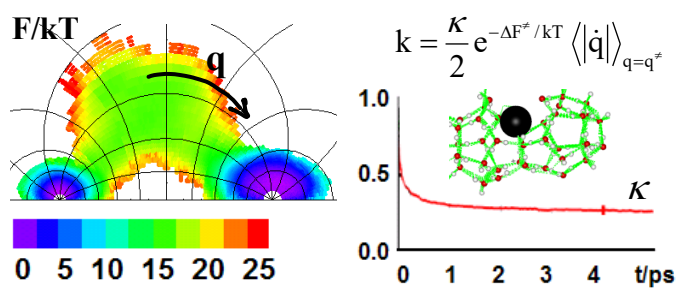 F/kT
q
0 5 10 15 20 25
k = κ/2 e^{−ΔF^≠/kT} ⟨|q̇|⟩_{q=q^≠}
1.0
0.5
0.0
κ
0 1 2 3 4 t/ps